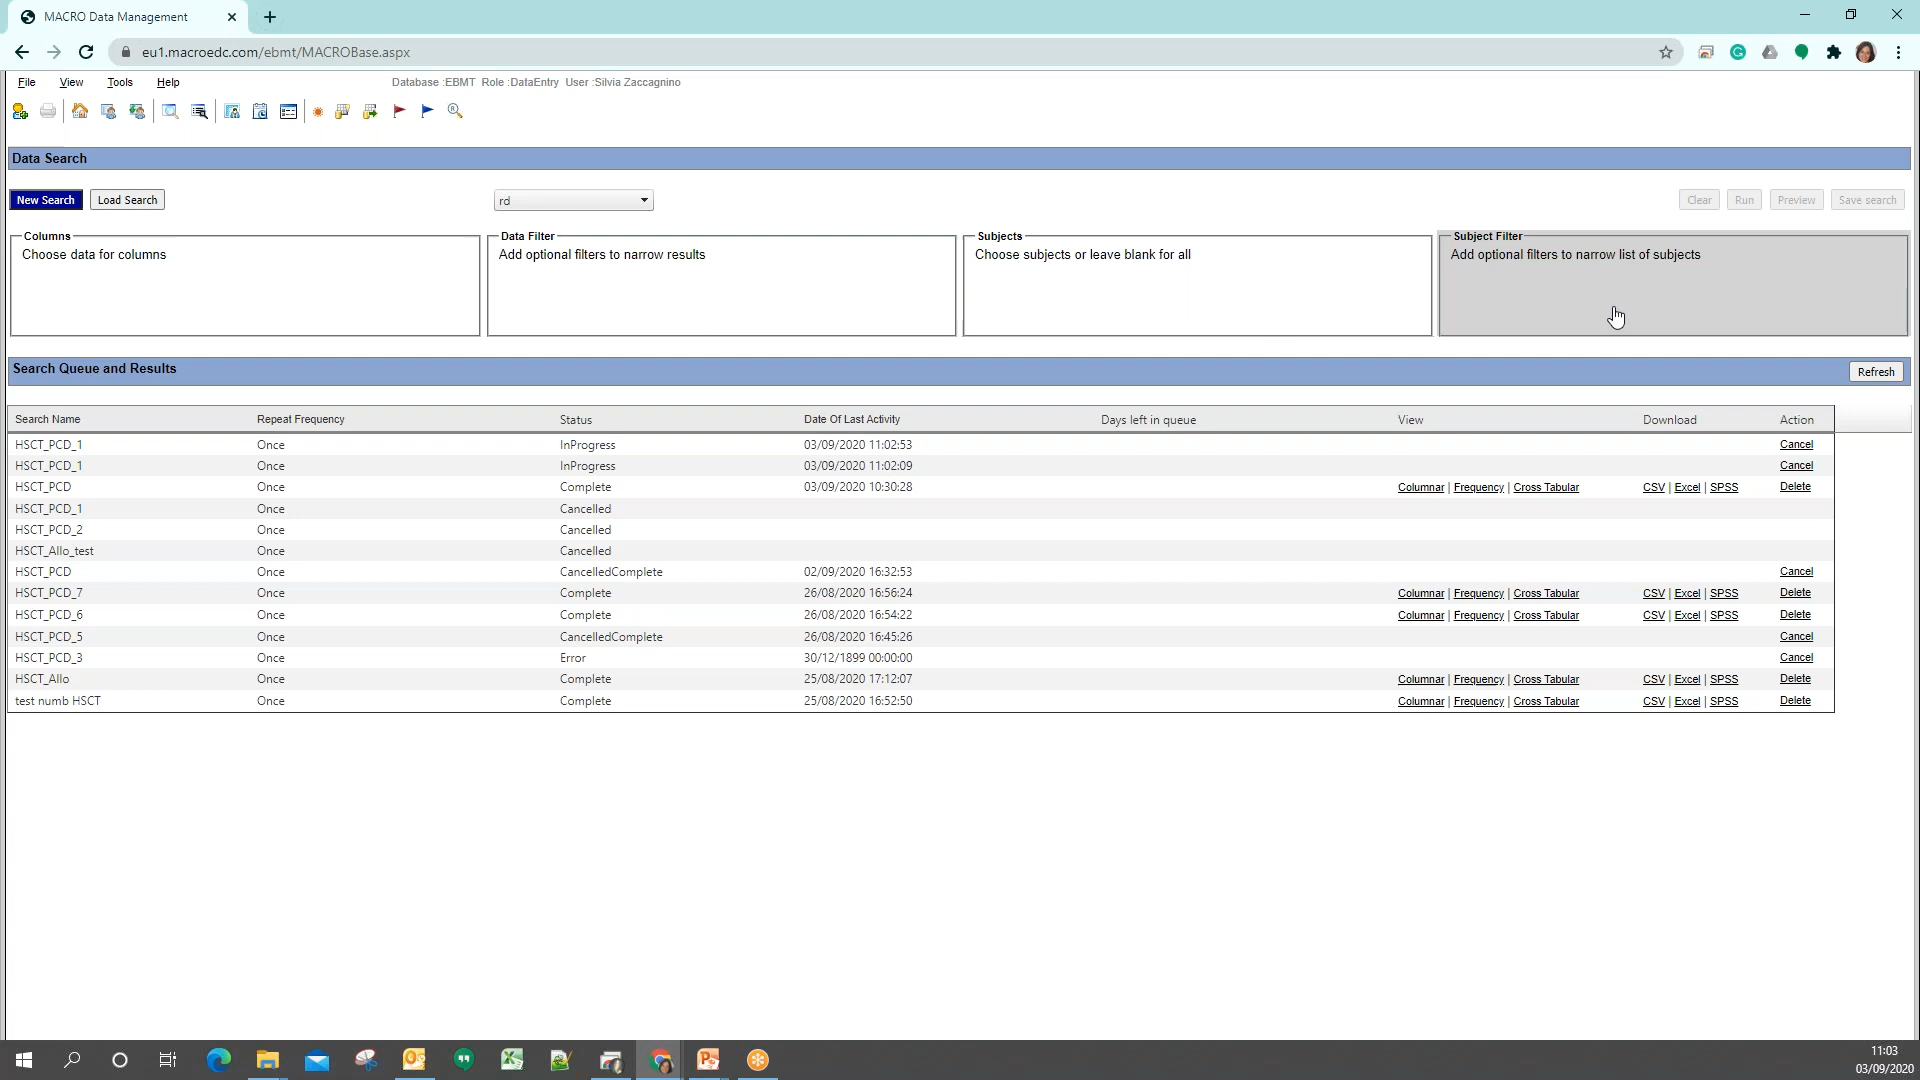 MACRO Data Management
eu1.macroedc.com/ebmt/MACROBase.aspx
File View Tools Help Database :EBMT Role :DataEntry User :Silvia Zaccagnino
Data Search
New Search Load Search rd Clear Run Preview Save search
Columns Data Filter Subjects Subject Filter
Choose data for columns Add optional filters to narrow results Choose subjects or leave blank for all Add optional filters to narrow list of subjects
Search Queue and Results Refresh
Search Name Repeat Frequency Status Date Of Last Activity Days left in queue View Download Action
HSCT_PCD_1 Once InProgress 03/09/2020 11:02:53 Cancel
HSCT_PCD_1 Once InProgress 03/09/2020 11:02:09 Cancel
HSCT_PCD Once Complete 03/09/2020 10:30:28 Columnar | Frequency | Cross Tabular CSV | Excel | SPSS Delete
HSCT_PCD_1 Once Cancelled
HSCT_PCD_2 Once Cancelled
HSCT_Allo_test Once Cancelled
HSCT_PCD Once CancelledComplete 02/09/2020 16:32:53 Cancel
HSCT_PCD_7 Once Complete 26/08/2020 16:56:24 Columnar | Frequency | Cross Tabular CSV | Excel | SPSS Delete
HSCT_PCD_6 Once Complete 26/08/2020 16:54:22 Columnar | Frequency | Cross Tabular CSV | Excel | SPSS Delete
HSCT_PCD_5 Once CancelledComplete 26/08/2020 16:45:26 Cancel
HSCT_PCD_3 Once Error 30/12/1899 00:00:00 Cancel
HSCT_Allo Once Complete 25/08/2020 17:12:07 Columnar | Frequency | Cross Tabular CSV | Excel | SPSS Delete
test numb HSCT Once Complete 25/08/2020 16:52:50 Columnar | Frequency | Cross Tabular CSV | Excel | SPSS Delete
11:03
03/09/2020